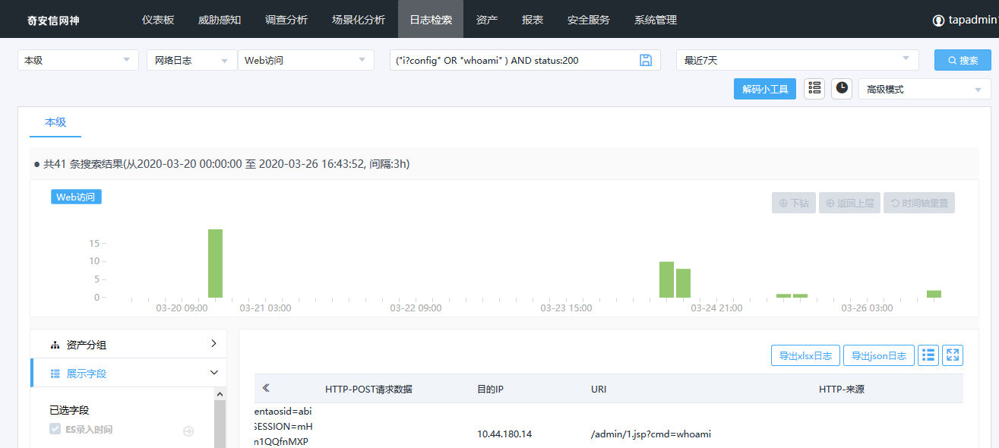 奇安信网神 仪表板 威胁感知 调查分析 场景化分析 日志检索 资产 报表 安全服务 系统管理 tapadmin
本级 网络日志 Web访问 ("i?config" OR "whoami" ) AND status:200 最近7天 搜索
解码小工具 高级模式
本级
● 共41 条搜索结果(从2020-03-20 00:00:00 至 2020-03-26 16:43:52, 间隔:3h)
Web访问 下钻 返回上层 时间轴重置
15
10
5
0
03-20 09:00 03-21 03:00 03-22 09:00 03-23 15:00 03-24 21:00 03-26 03:00
资产分组
展示字段
已选字段
ES录入时间
导出xlsx日志 导出json日志
HTTP-POST请求数据 目的IP URI HTTP-来源
entaosid=abi
SESSION=mH
n1QQfnMXP
10.44.180.14 /admin/1.jsp?cmd=whoami